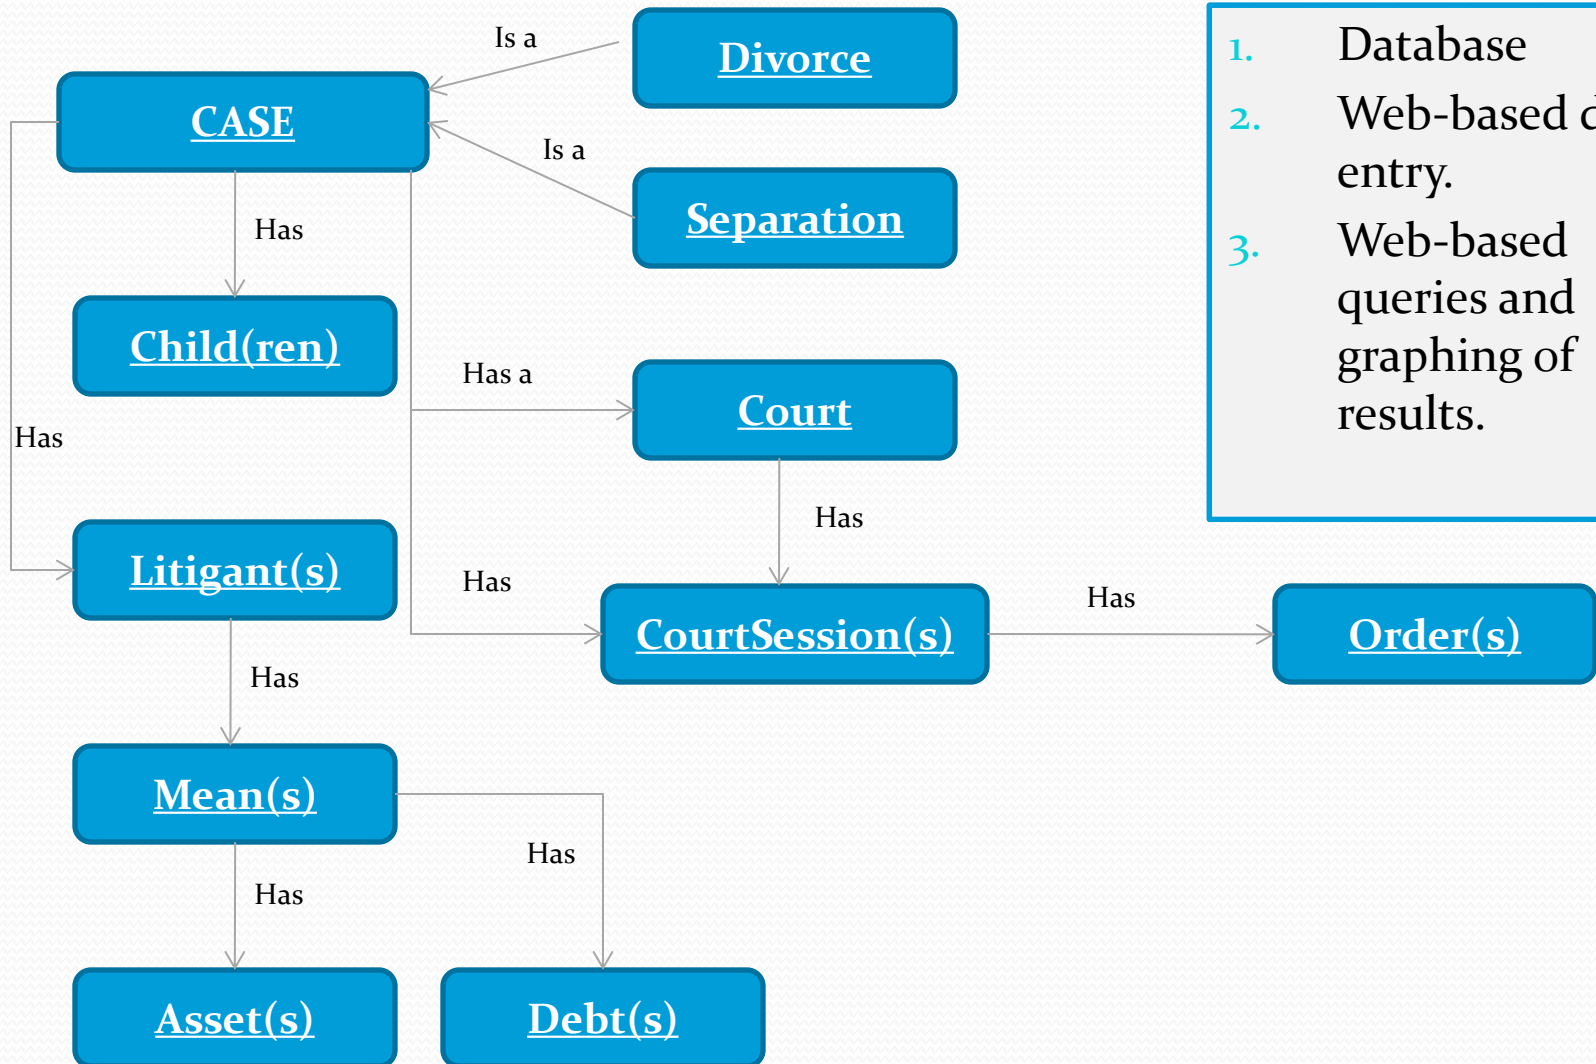 Is a
Divorce
CASE
Is a
Separation
Has
Child(ren)
Has a
Court
Has
Has
Litigant(s)
Has
CourtSession(s)
Has
Order(s)
Has
Mean(s)
Has
Has
Asset(s)
Debt(s)
1. Database
2. Web-based
entry.
3. Web-based
queries and
graphing of
results.